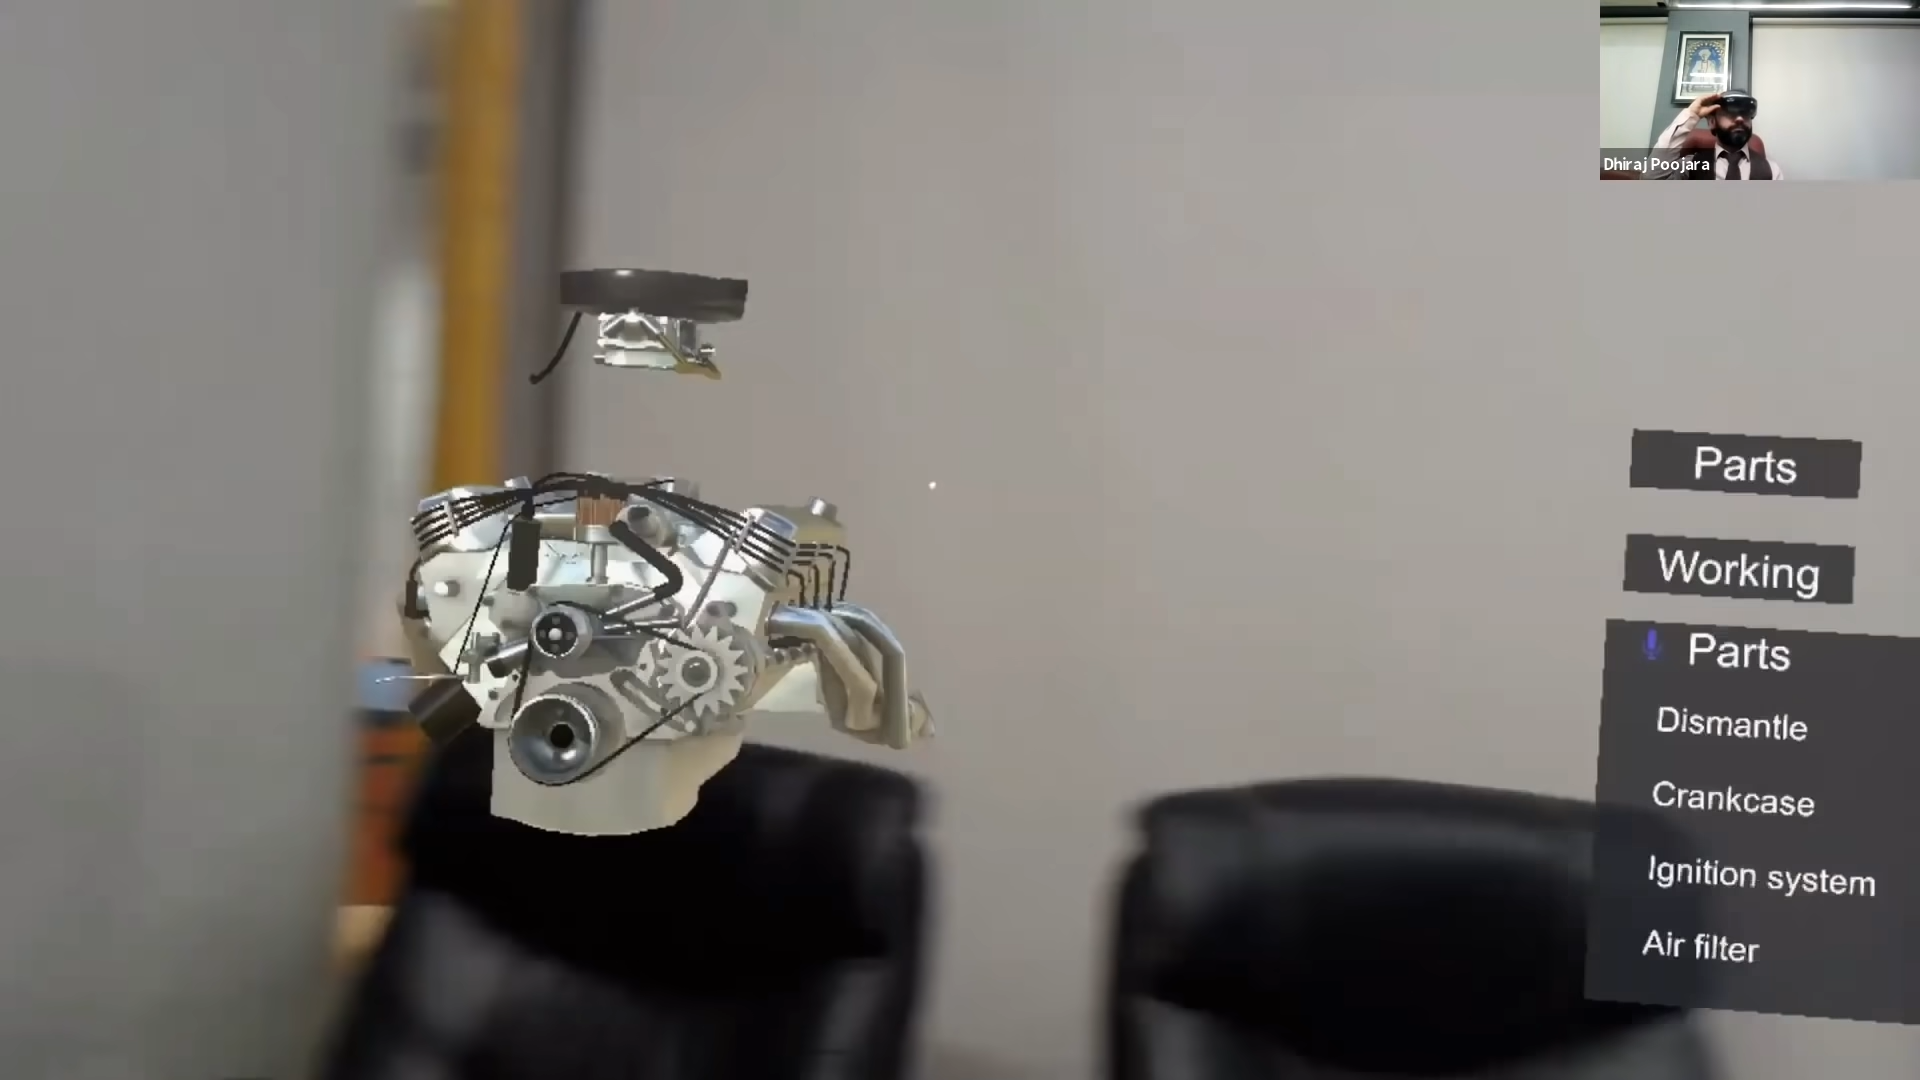 Dhiraj Poojara
Parts
Working
Parts
Dismantle
Crankcase
Ignition system
Air filter